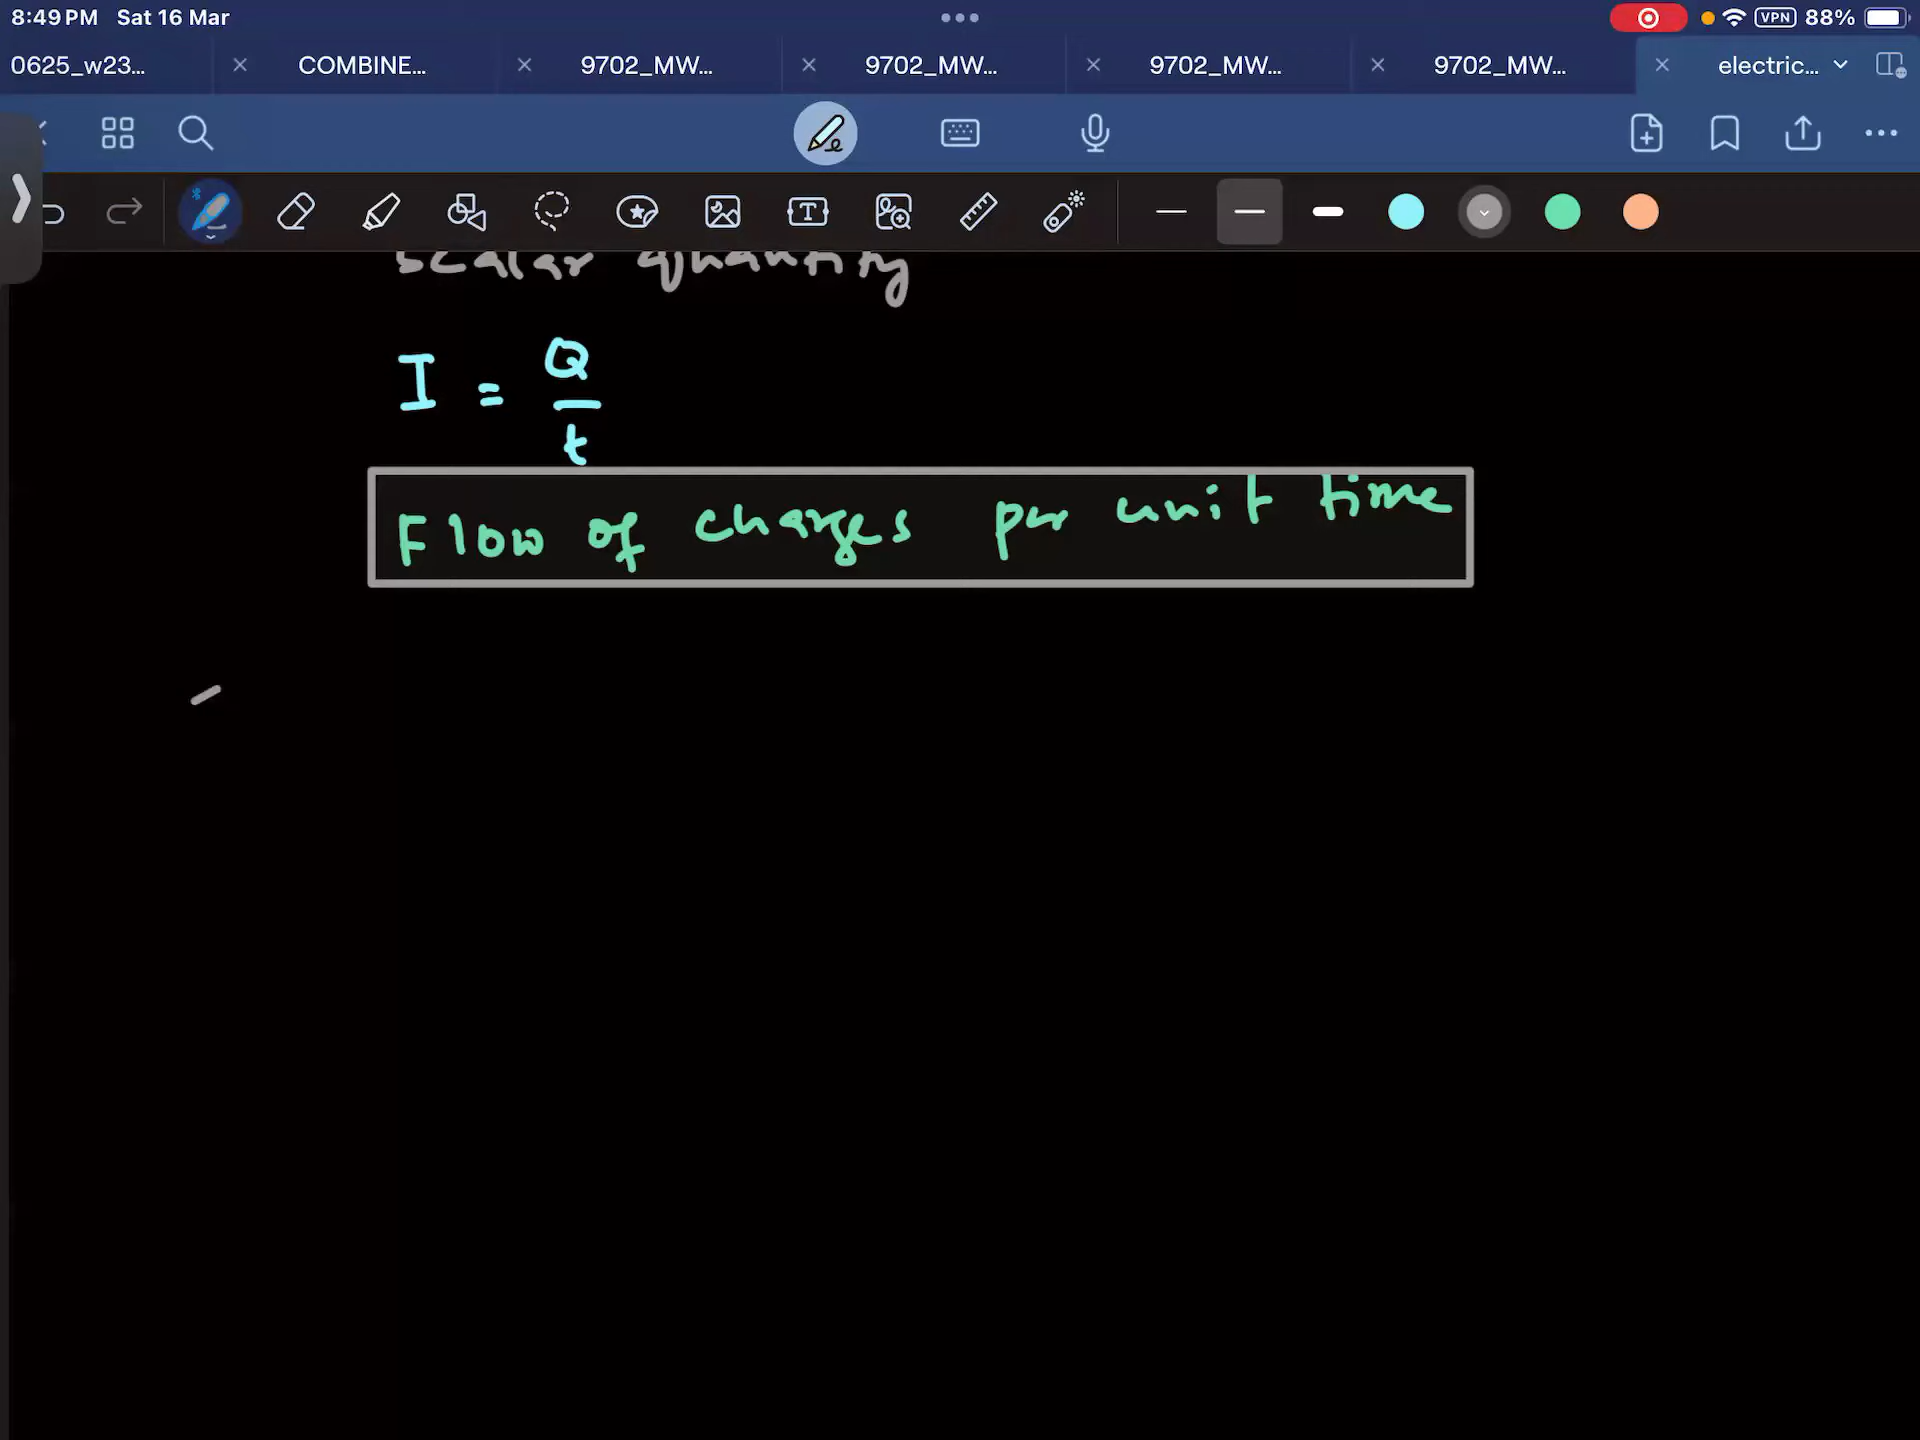 8:49 PM Sat 16 Mar
VPN 88%
0625_w23... COMBINE... 9702_MW... 9702_MW... 9702_MW... 9702_MW... electric...
scalar quantity
I = Q
t
Flow of charges per unit time